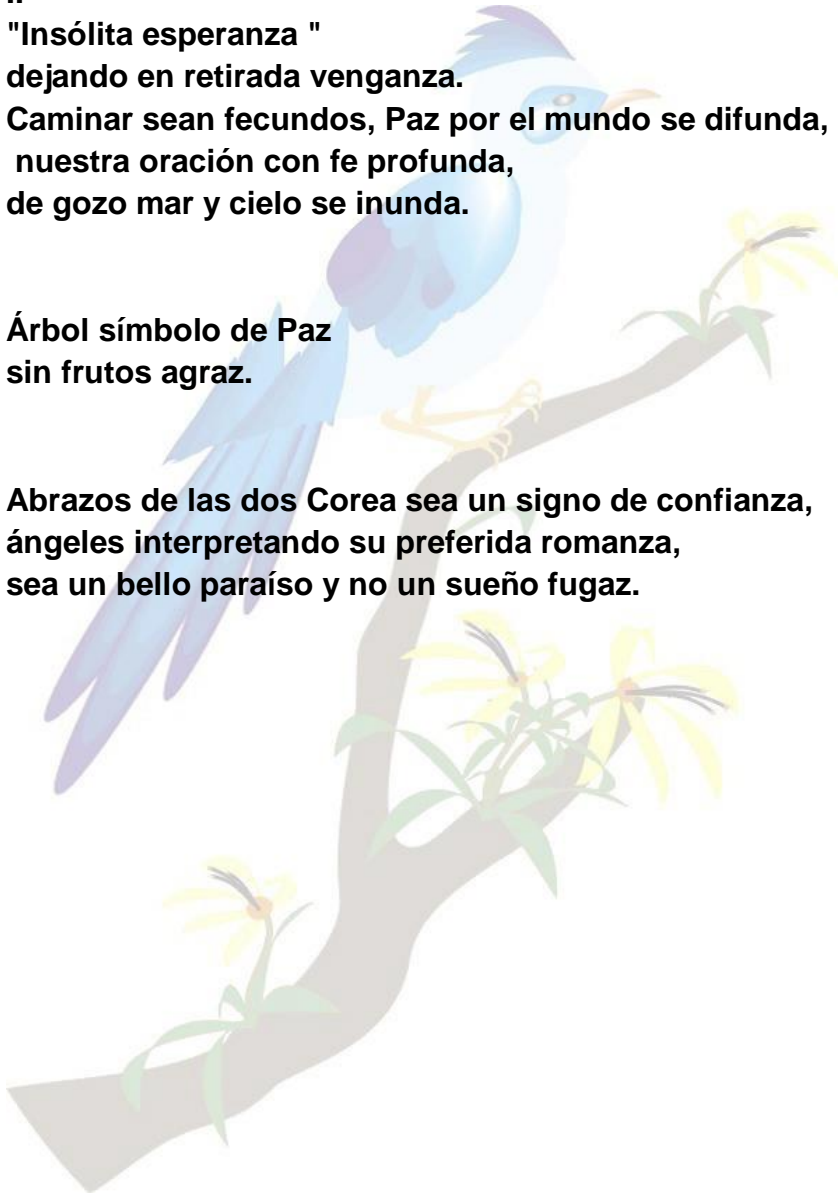 "Insólita esperanza "
dejando en retirada venganza.
Caminar sean fecundos, Paz por el mundo se difunda,
nuestra oración con fe profunda,
de gozo mar y cielo se inunda.
Árbol símbolo de Paz
sin frutos agraz.
Abrazos de las dos Corea sea un signo de confianza,
ángeles interpretando su preferida romanza,
sea un bello paraíso y no un sueño fugaz.